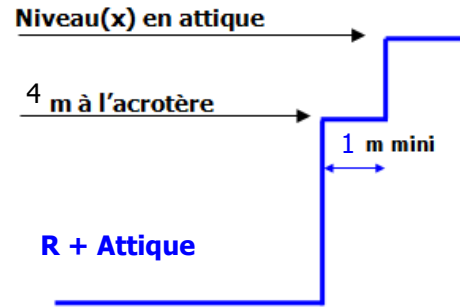 Niveau(x) en attique
4 m à l'acrotère
1 m mini
R + Attique